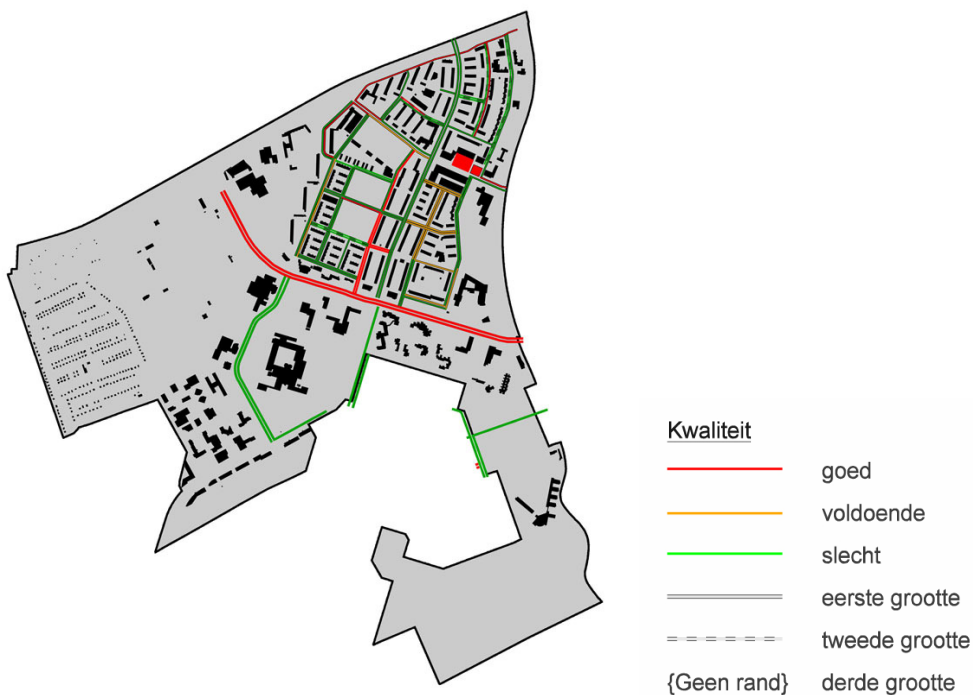 Kwaliteit
goed
voldoende
slecht
eerste grootte
tweede grootte
{Geen rand} derde grootte